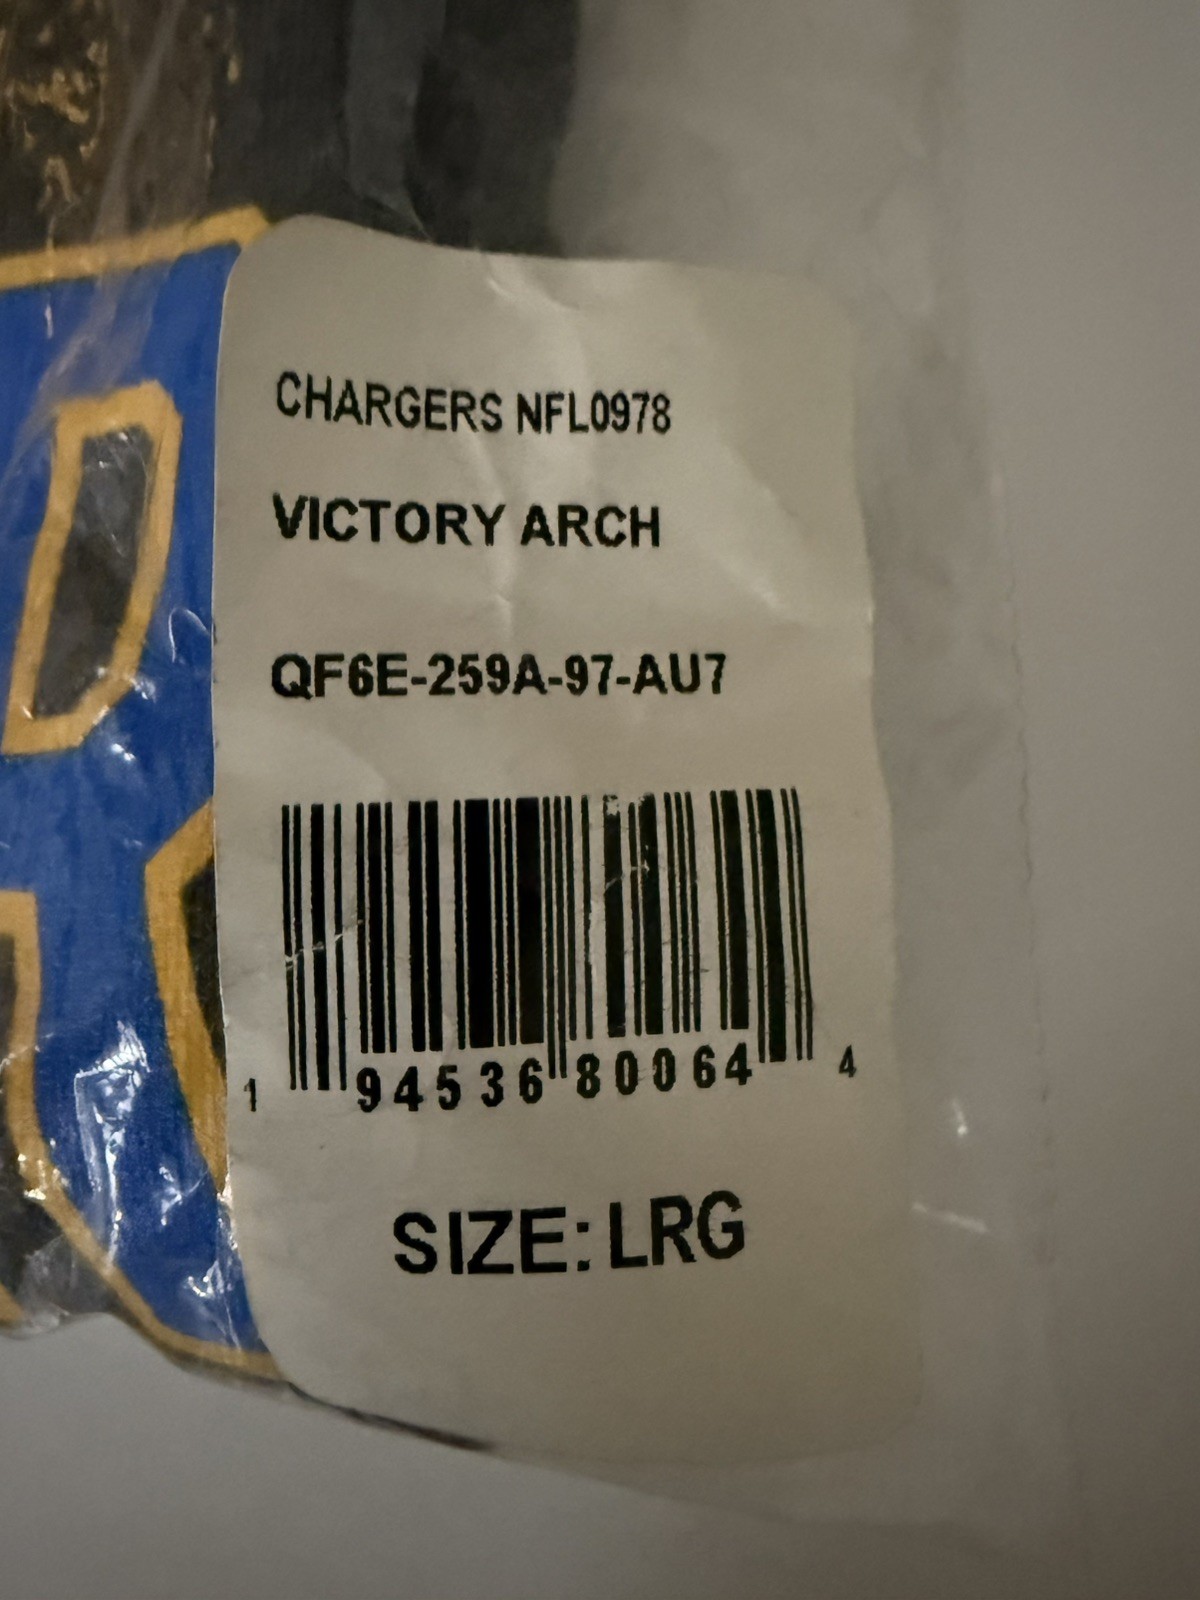 CHARGERS NFL0978
VICTORY ARCH
QF6E-259A-97-AU7
1 94536 80064 4
SIZE: LRG